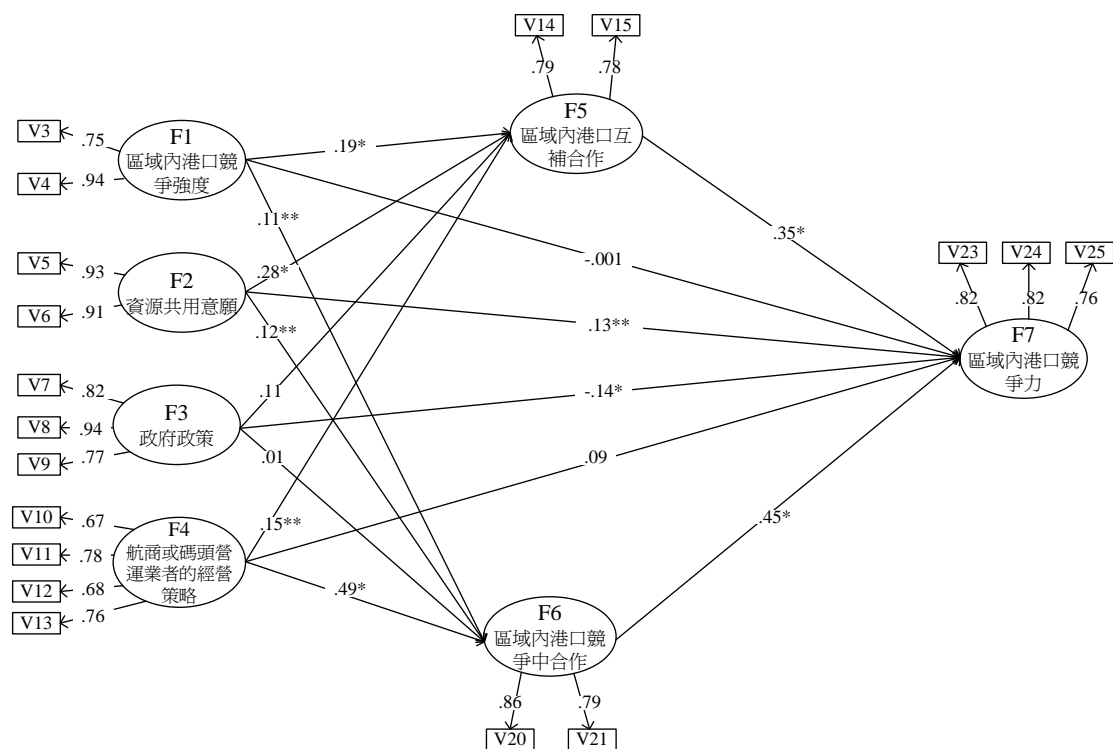 V14
V15
.79
.78
F5
區域內港口互
補合作
V3
.75
V4
.94
F1
區域內港口競
爭強度
.19*
.11**
-.001
.35*
V5
.93
V6
.91
F2
資源共用意願
.28*
.12**
.13**
V23
V24
V25
.82
.82
.76
F7
區域內港口競
爭力
V7
.82
V8
.94
V9
.77
F3
政府政策
.11
-.14*
.01
.09
V10
.67
V11
.78
V12
.68
V13
.76
F4
航商或碼頭營
運業者的經營
策略
.15**
.49*
.45*
F6
區域內港口競
爭中合作
.86
.79
V20
V21